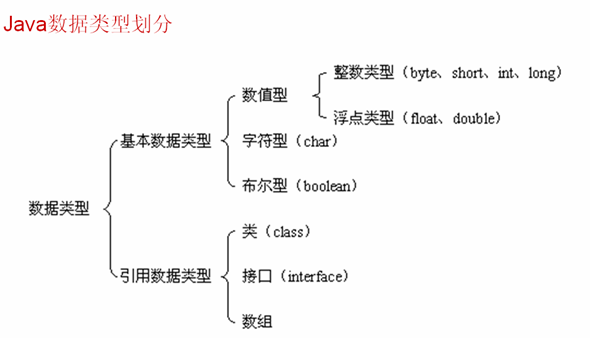 Java数据类型划分
整数类型（byte、short、int、long）
数值型
浮点类型（float、double）
基本数据类型
字符型（char）
布尔型（boolean）
数据类型
类（class）
引用数据类型
接口（interface）
数组